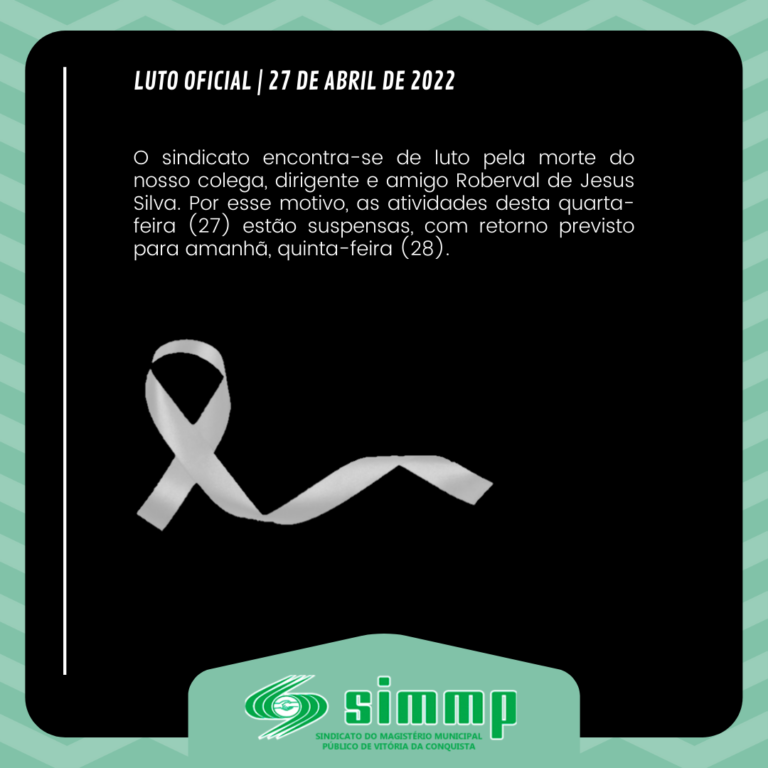 LUTO OFICIAL | 27 DE ABRIL DE 2022
O sindicato encontra-se de luto pela morte do
nosso colega, dirigente e amigo Roberval de Jesus
Silva. Por esse motivo, as atividades desta quarta-
feira (27) estão suspensas, com retorno previsto
para amanhã, quinta-feira (28).
simmp
SINDICATO DO MAGISTÉRIO MUNICIPAL
PÚBLICO DE VITÓRIA DA CONQUISTA